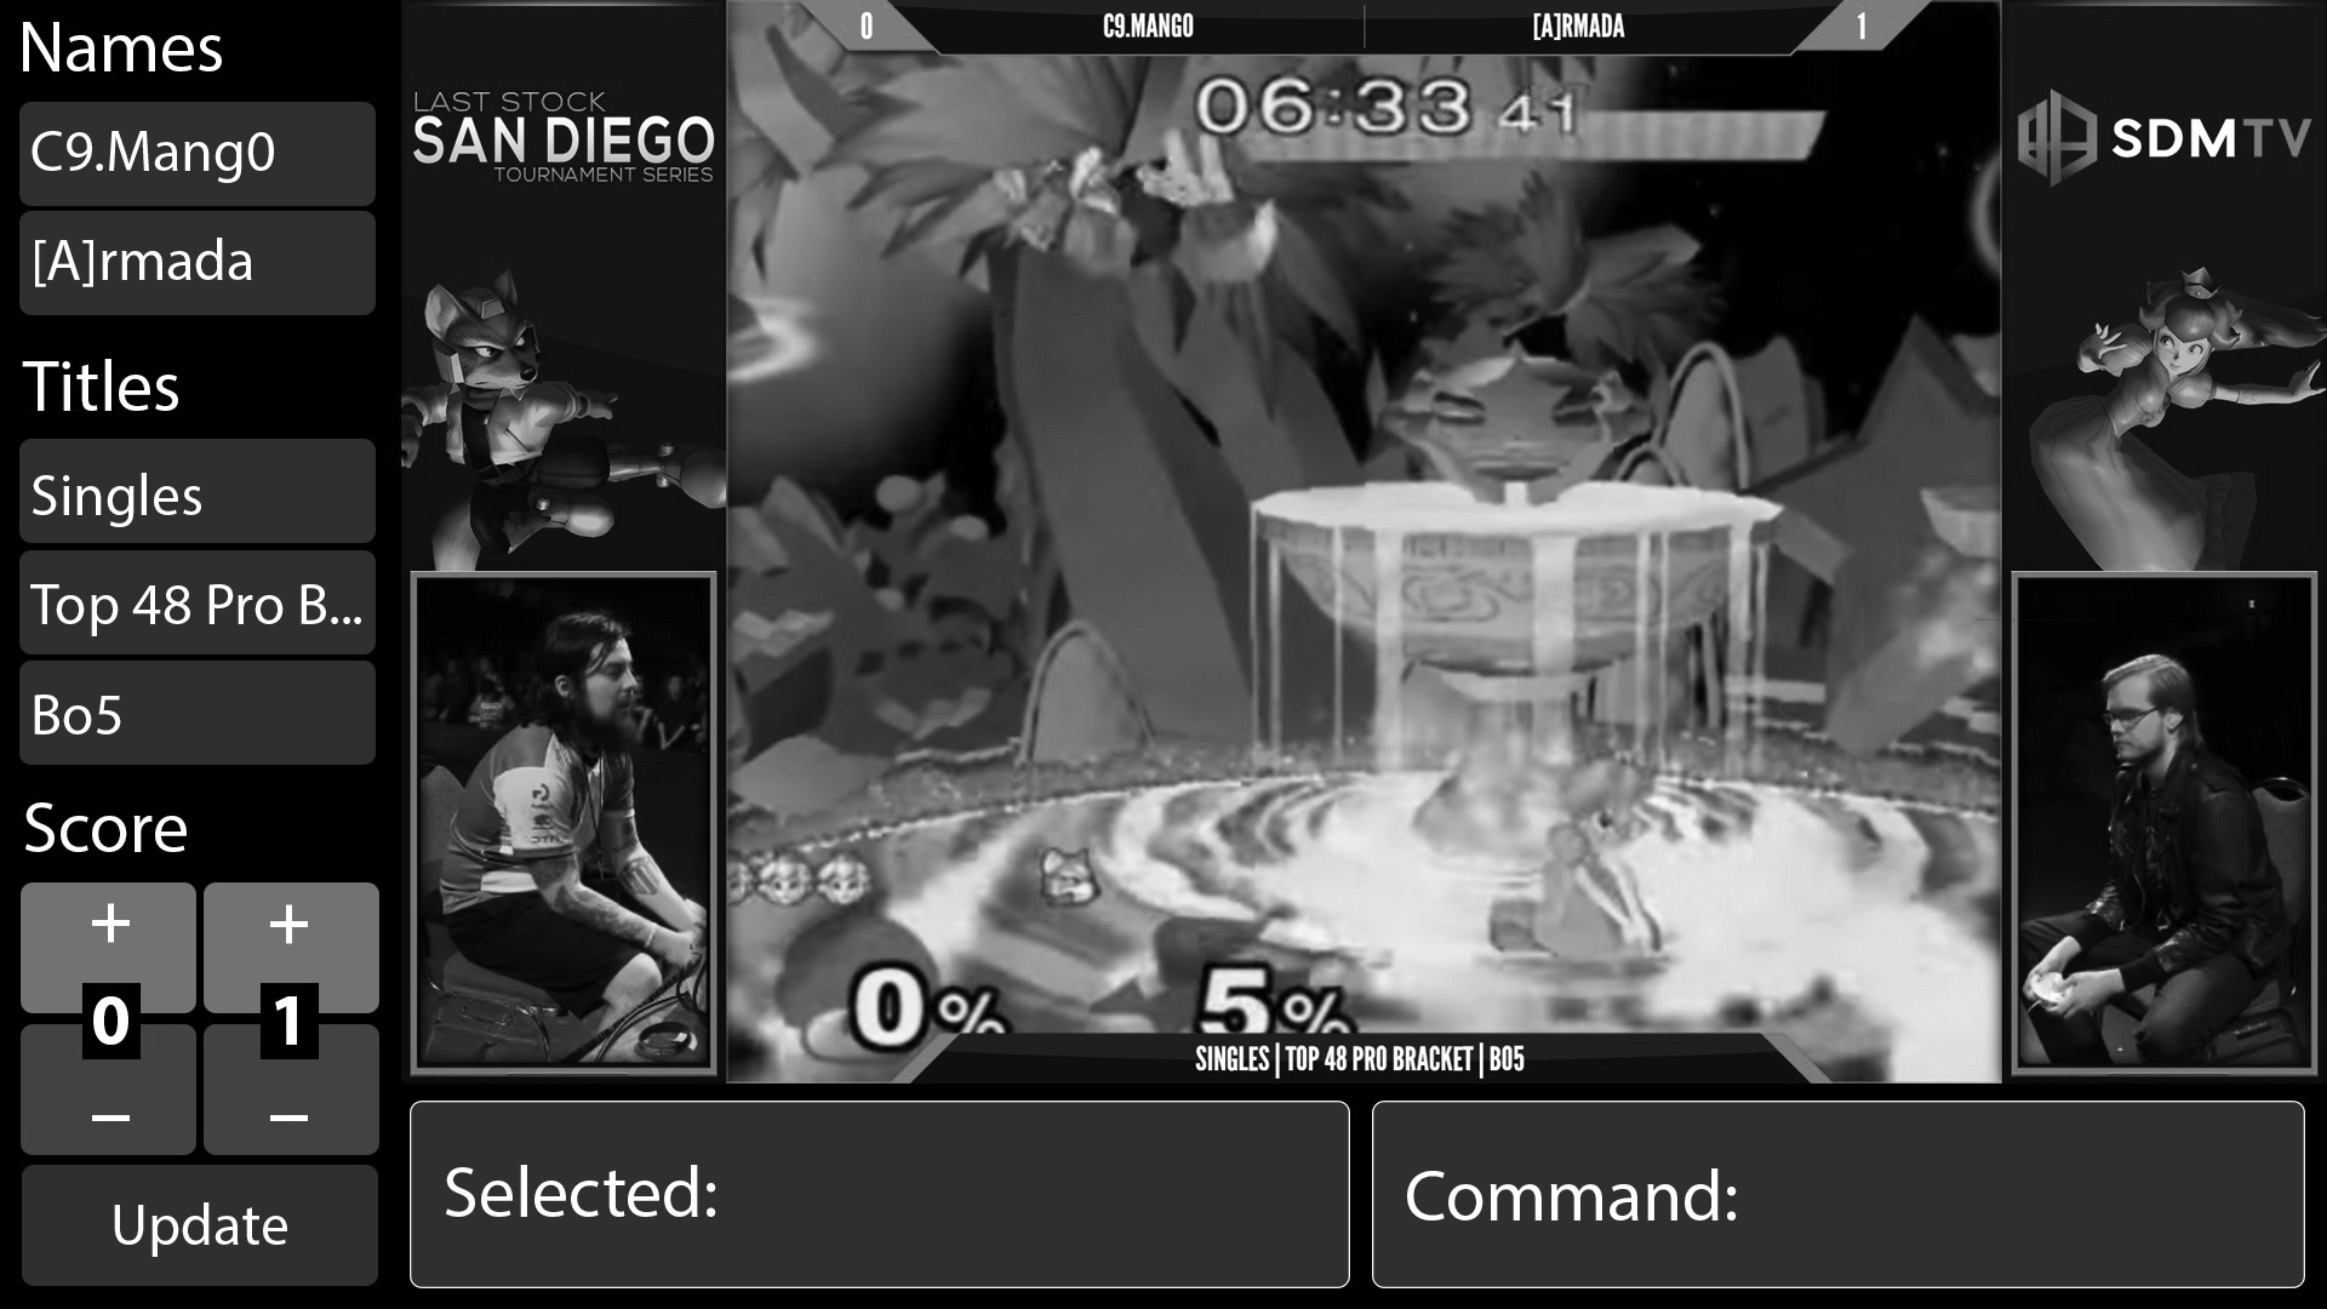 Names
C9.Mang0
[A]rmada
Titles
Singles
Top 48 Pro B...
Bo5
Score
+ +
0 1
– –
Update
LAST STOCK
SAN DIEGO
TOURNAMENT SERIES
0 C9.MANG0 [A]RMADA 1
06:33 41
SDMTV
0% 5%
SINGLES | TOP 48 PRO BRACKET | BO5
Selected:
Command: